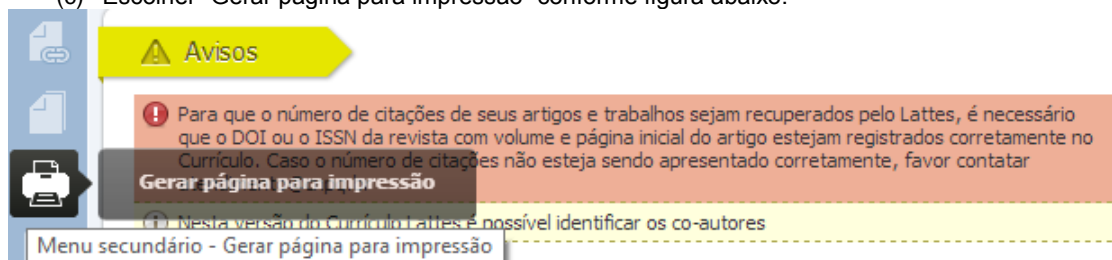 (c) Escolher "Gerar página para impressão" conforme figura abaixo:
Avisos
Para que o número de citações de seus artigos e trabalhos sejam recuperados pelo Lattes, é necessário
que o DOI ou o ISSN da revista com volume e página inicial do artigo estejam registrados corretamente no
Currículo. Caso o número de citações não esteja sendo apresentado corretamente, favor contatar
Gerar página para impressão
Nesta versão do Currículo Lattes é possível identificar os co-autores
Menu secundário - Gerar página para impressão